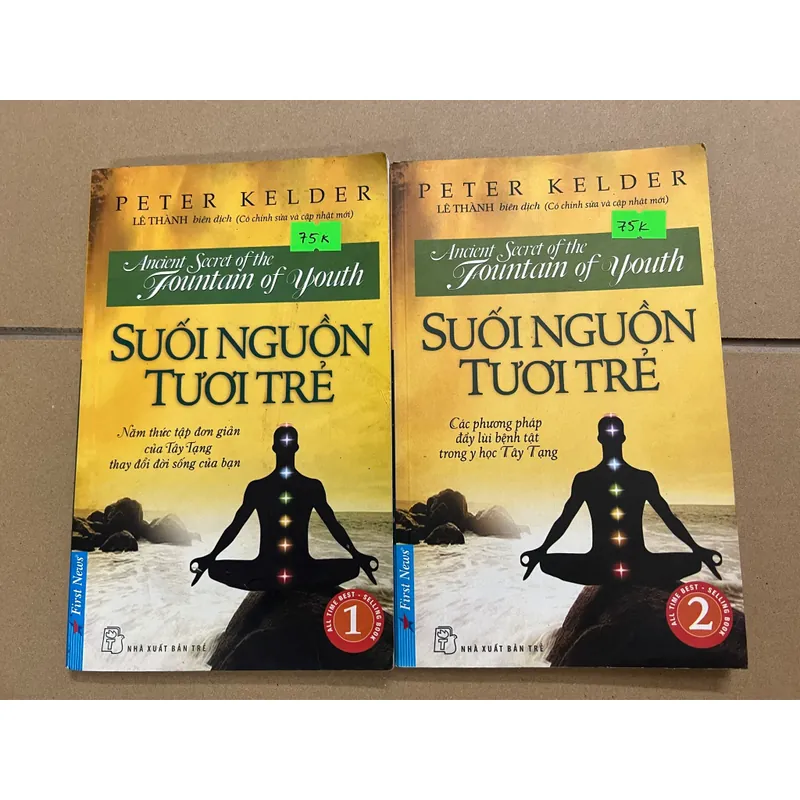 PETER KELDER
LÊ THÀNH biên dịch (Có chỉnh sửa và cập nhật mới)
75K
Ancient Secret of the
Fountain of Youth
SUỐI NGUỒN
TƯƠI TRẺ
Năm thức tập đơn giản
của Tây Tạng
thay đổi đời sống của bạn
First News
NHÀ XUẤT BẢN TRẺ
ALL TIME BEST - SELLING BOOK
1
PETER KELDER
LÊ THÀNH biên dịch (Có chỉnh sửa và cập nhật mới)
75K
Ancient Secret of the
Fountain of Youth
SUỐI NGUỒN
TƯƠI TRẺ
Các phương pháp
đẩy lùi bệnh tật
trong y học Tây Tạng
First News
NHÀ XUẤT BẢN TRẺ
ALL TIME BEST - SELLING BOOK
2